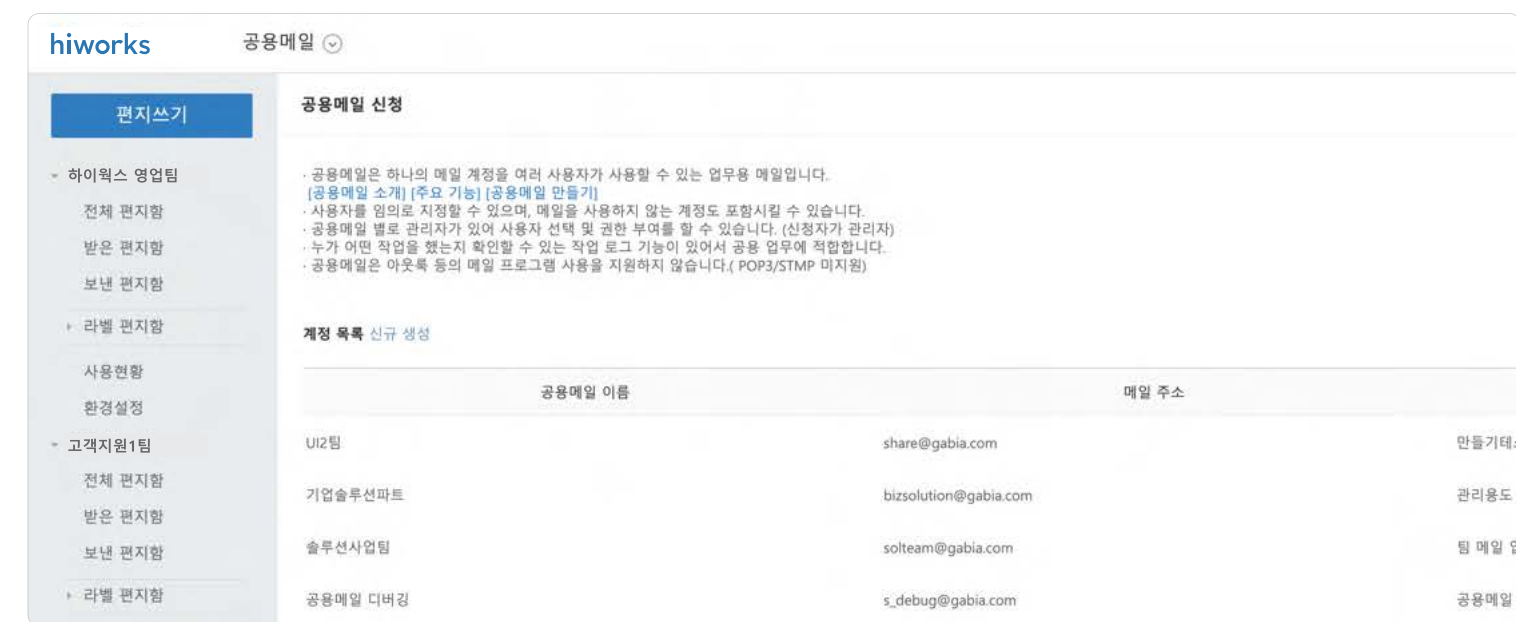 hiworks
공용메일
편지쓰기
하이웍스 영업팀
전체 편지함
받은 편지함
보낸 편지함
라벨 편지함
사용현황
환경설정
고객지원1팀
전체 편지함
받은 편지함
보낸 편지함
라벨 편지함
공용메일 신청
· 공용메일은 하나의 메일 계정을 여러 사용자가 사용할 수 있는 업무용 메일입니다.
[공용메일 소개] [주요 기능] [공용메일 만들기]
· 사용자를 임의로 지정할 수 있으며, 메일을 사용하지 않는 계정도 포함시킬 수 있습니다.
· 공용메일 별로 관리자가 있어 사용자 선택 및 권한 부여를 할 수 있습니다. (신청자가 관리자)
· 누가 어떤 작업을 했는지 확인할 수 있는 작업 로그 기능이 있어서 공용 업무에 적합합니다.
· 공용메일은 아웃룩 등의 메일 프로그램 사용을 지원하지 않습니다.( POP3/STMP 미지원)
계정 목록 신규 생성
공용메일 이름 메일 주소
UI2팀 share@gabia.com
기업솔루션파트 bizsolution@gabia.com 관리용도
솔루션사업팀 solteam@gabia.com 팀 메일
공용메일 디버깅 s_debug@gabia.com 공용메일